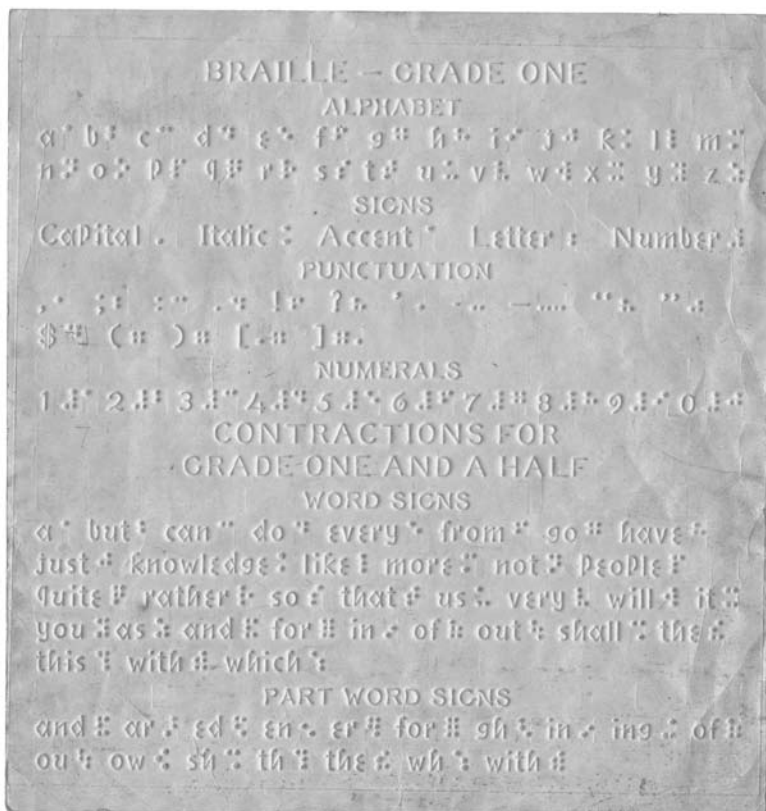 BRAILLE – GRADE ONE
ALPHABET
a⠁ b⠃ c⠉ d⠙ e⠑ f⠋ g⠛ h⠓ i⠊ j⠚ k⠅ l⠇ m⠍
n⠝ o⠕ p⠏ q⠟ r⠗ s⠎ t⠞ u⠥ v⠧ w⠺ x⠭ y⠽ z⠵
SIGNS
Capital ⠠ Italic ⠨ Accent ⠈ Letter ⠰ Number ⠼
PUNCTUATION
, ⠂ ; ⠆ : ⠒ . ⠲ ! ⠖ ? ⠦ ' ⠄ - ⠤ — ⠤⠤ “ ⠦ ” ⠴
$ ( ⠶ ) ⠶ [ ⠠⠶ ] ⠶⠄
NUMERALS
1 ⠼⠁ 2 ⠼⠃ 3 ⠼⠉ 4 ⠼⠙ 5 ⠼⠑ 6 ⠼⠋ 7 ⠼⠛ 8 ⠼⠓ 9 ⠼⠊ 0 ⠼⠚
CONTRACTIONS FOR
GRADE ONE AND A HALF
WORD SIGNS
a ⠁ but ⠃ can ⠉ do ⠙ every ⠑ from ⠋ go ⠛ have ⠓
just ⠚ knowledge ⠅ like ⠇ more ⠍ not ⠝ people ⠏
quite ⠟ rather ⠗ so ⠎ that ⠞ us ⠥ very ⠧ will ⠺ it ⠭
you ⠽ as ⠵ and ⠯ for ⠿ in ⠔ of ⠷ out ⠳ shall ⠩ the ⠮
this ⠹ with ⠾ which ⠱
PART WORD SIGNS
and ⠯ ar ⠜ ed ⠫ en ⠢ er ⠻ for ⠿ gh ⠣ in ⠔ ing ⠬ of ⠷
ou ⠳ ow ⠪ sh ⠩ th ⠹ the ⠮ wh ⠱ with ⠾